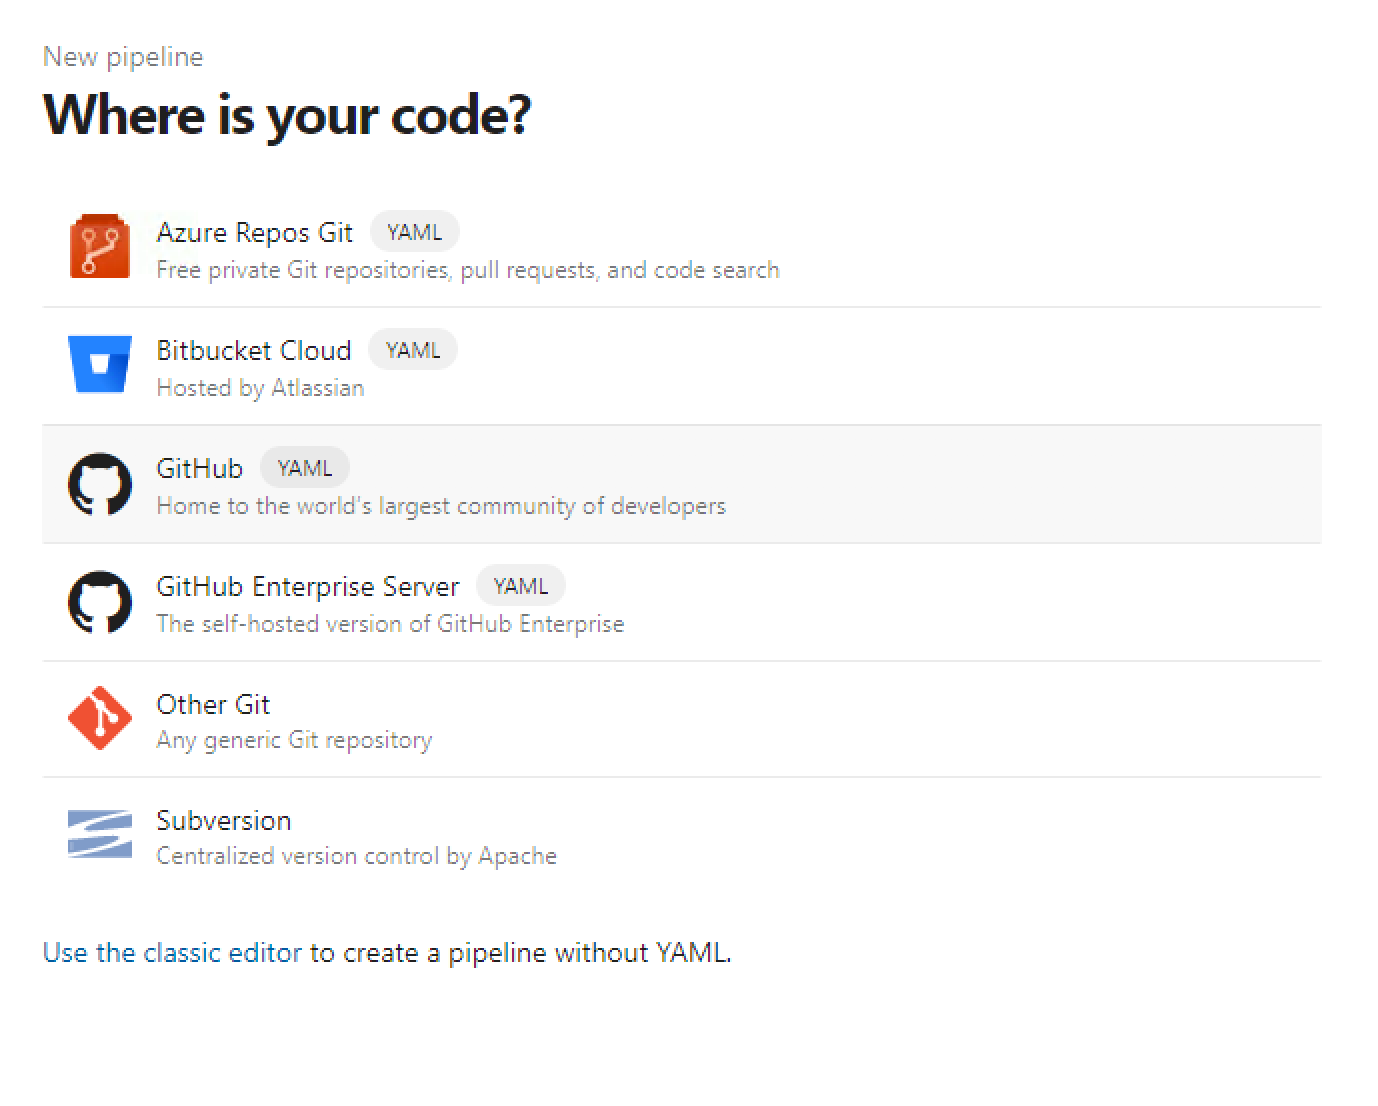 New pipeline
Where is your code?
Azure Repos Git YAML
Free private Git repositories, pull requests, and code search
Bitbucket Cloud YAML
Hosted by Atlassian
GitHub YAML
Home to the world's largest community of developers
GitHub Enterprise Server YAML
The self-hosted version of GitHub Enterprise
Other Git
Any generic Git repository
Subversion
Centralized version control by Apache
Use the classic editor to create a pipeline without YAML.